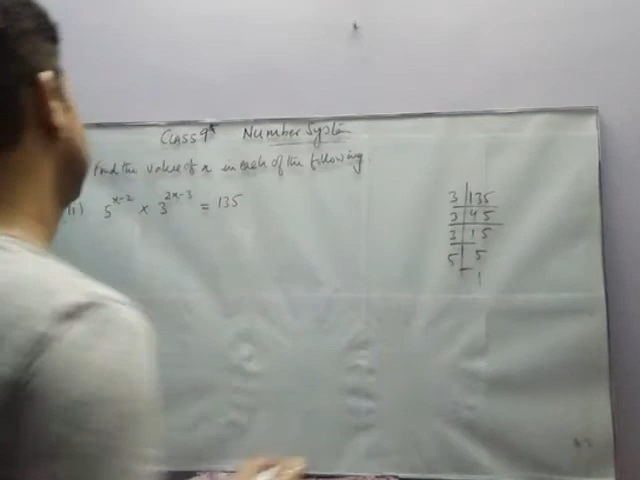 CLASS 9th Number System
Find the value of x in each of the following
(ii) 5^{x-2} × 3^{2x-3} = 135
3 | 135
3 | 45
3 | 15
5 | 5
1